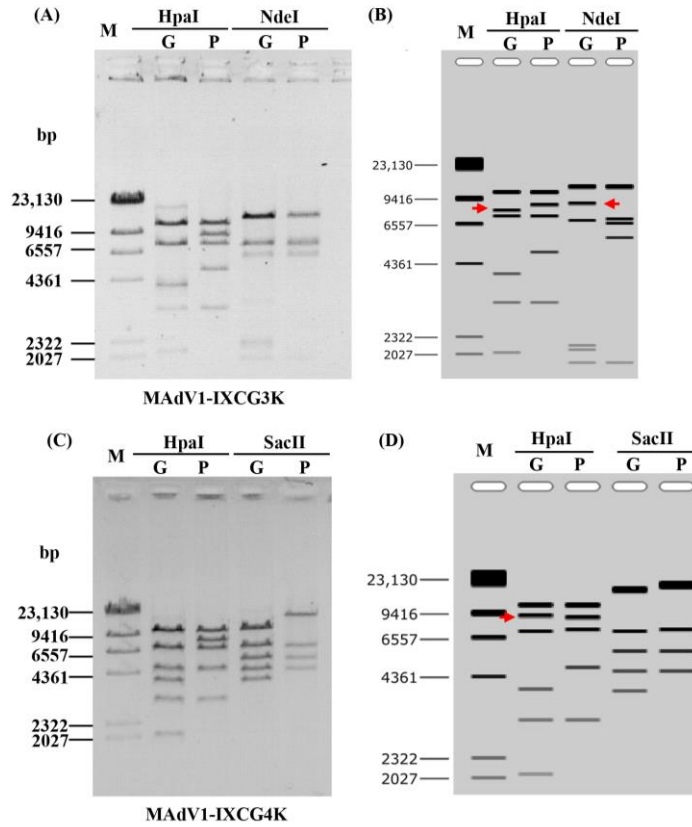 (A)
HpaI NdeI
M G P G P
bp
23,130
9416
6557
4361
2322
2027
MAdV1-IXCG3K
(B)
HpaI NdeI
M G P G P
23,130
9416
6557
4361
2322
2027
(C)
HpaI SacII
M G P G P
bp
23,130
9416
6557
4361
2322
2027
MAdV1-IXCG4K
(D)
HpaI SacII
M G P G P
23,130
9416
6557
4361
2322
2027